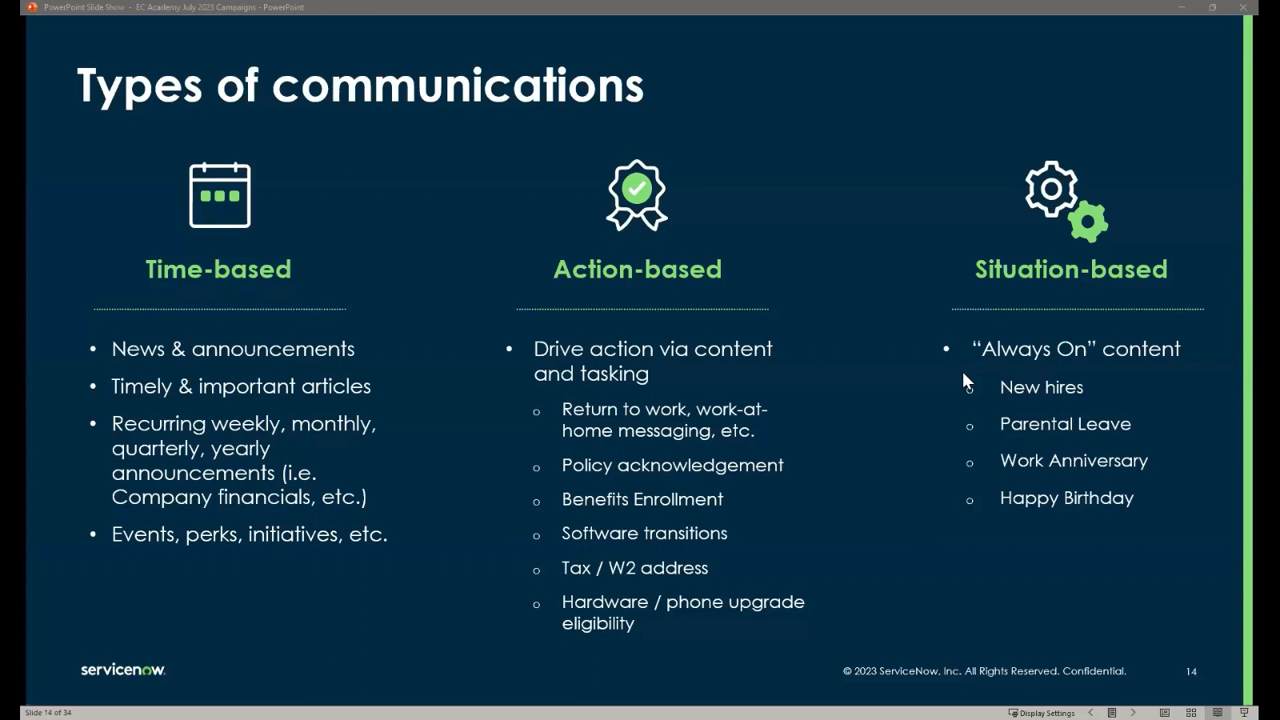 PowerPoint Slide Show - EC Academy July 2023 Campaigns - PowerPoint
Types of communications
Time-based
• News & announcements
• Timely & important articles
• Recurring weekly, monthly,
quarterly, yearly
announcements (i.e.
Company financials, etc.)
• Events, perks, initiatives, etc.
Action-based
• Drive action via content
and tasking
o Return to work, work-at-
home messaging, etc.
o Policy acknowledgement
o Benefits Enrollment
o Software transitions
o Tax / W2 address
o Hardware / phone upgrade
eligibility
Situation-based
• “Always On” content
o New hires
o Parental Leave
o Work Anniversary
o Happy Birthday
servicenow.
© 2023 ServiceNow, Inc. All Rights Reserved. Confidential.
14
Slide 14 of 34
Display Settings